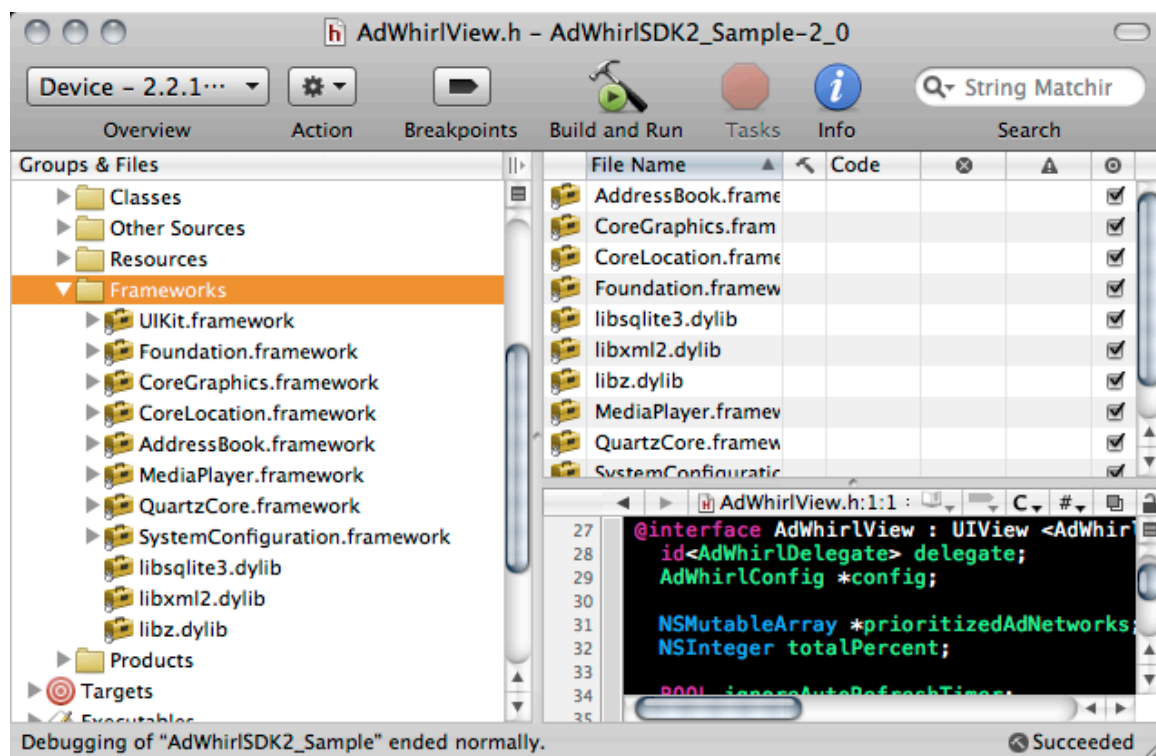 AdWhirlView.h – AdWhirlSDK2_Sample-2_0
Device – 2.2.1···
String Matchir
Overview Action Breakpoints Build and Run Tasks Info Search
Groups & Files
Classes
Other Sources
Resources
Frameworks
UIKit.framework
Foundation.framework
CoreGraphics.framework
CoreLocation.framework
AddressBook.framework
MediaPlayer.framework
QuartzCore.framework
SystemConfiguration.framework
libsqlite3.dylib
libxml2.dylib
libz.dylib
Products
Targets
Executables
File Name Code
AddressBook.frame
CoreGraphics.fram
CoreLocation.frame
Foundation.framew
libsqlite3.dylib
libxml2.dylib
libz.dylib
MediaPlayer.framew
QuartzCore.framew
SystemConfiguratic
AdWhirlView.h:1:1 C #
27 @interface AdWhirlView : UIView <AdWhirl
28 id<AdWhirlDelegate> delegate;
29 AdWhirlConfig *config;
30
31 NSMutableArray *prioritizedAdNetworks;
32 NSInteger totalPercent;
33
34 BOOL ignoreAutoRefreshTimer;
35
Debugging of "AdWhirlSDK2_Sample" ended normally.
Succeeded